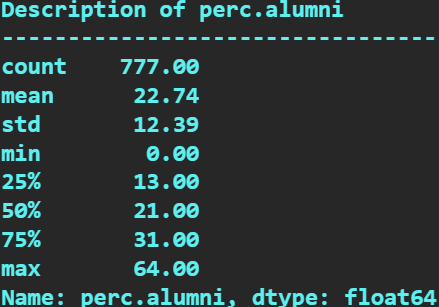 Description of perc.alumni
---------------------------------
count    777.00
mean      22.74
std       12.39
min        0.00
25%       13.00
50%       21.00
75%       31.00
max       64.00
Name: perc.alumni, dtype: float64